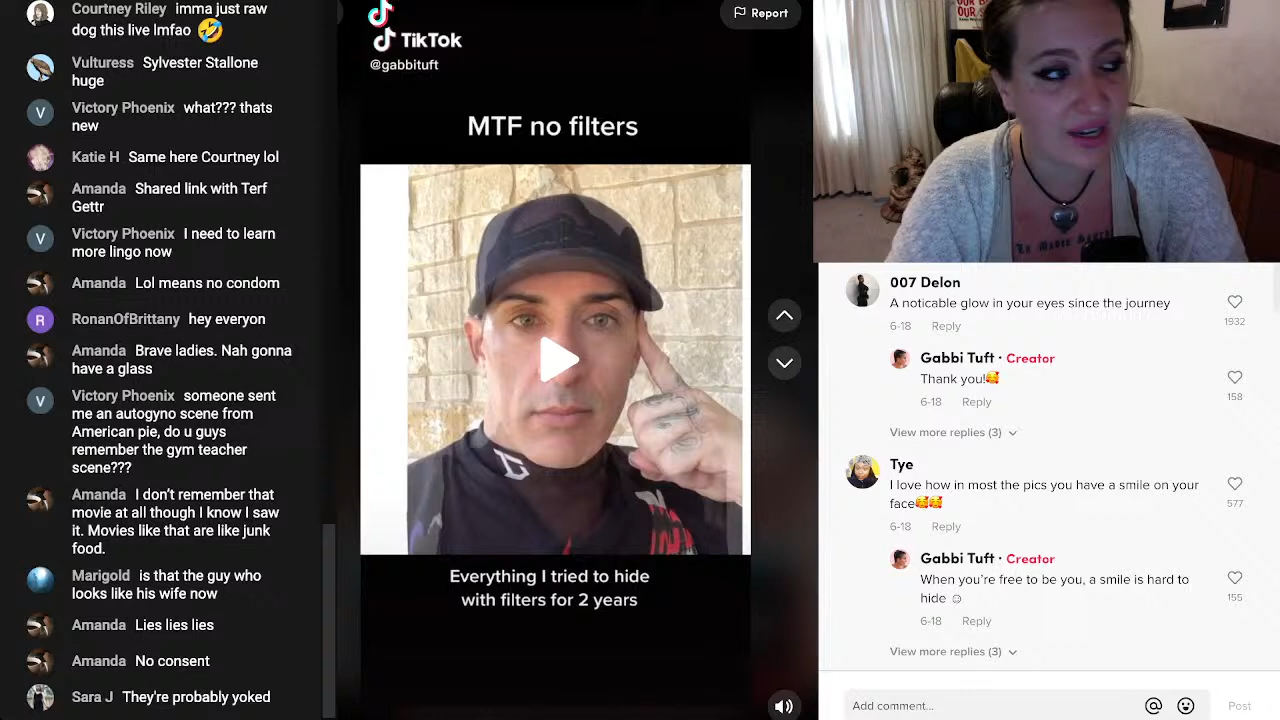 Courtney Riley imma just raw
dog this live lmfao 🤣
Vulturess Sylvester Stallone
huge
V
Victory Phoenix what??? thats
new
Katie H Same here Courtney lol
Amanda Shared link with Terf
Gettr
V
Victory Phoenix I need to learn
more lingo now
Amanda Lol means no condom
R
RonanOfBrittany hey everyon
Amanda Brave ladies. Nah gonna
have a glass
V
Victory Phoenix someone sent
me an autogyno scene from
American pie, do u guys
remember the gym teacher
scene???
Amanda I don't remember that
movie at all though I know I saw
it. Movies like that are like junk
food.
Marigold is that the guy who
looks like his wife now
Amanda Lies lies lies
Amanda No consent
Sara J They're probably yoked
TikTok
@gabbituft
Report
MTF no filters
Everything I tried to hide
with filters for 2 years
007 Delon
A noticable glow in your eyes since the journey
1932
6-18 Reply
Gabbi Tuft · Creator
Thank you!🥰
158
6-18 Reply
View more replies (3)
Tye
I love how in most the pics you have a smile on your
face🥰🥰
577
6-18 Reply
Gabbi Tuft · Creator
When you're free to be you, a smile is hard to
hide ☺
155
6-18 Reply
View more replies (3)
Add comment...
@
Post